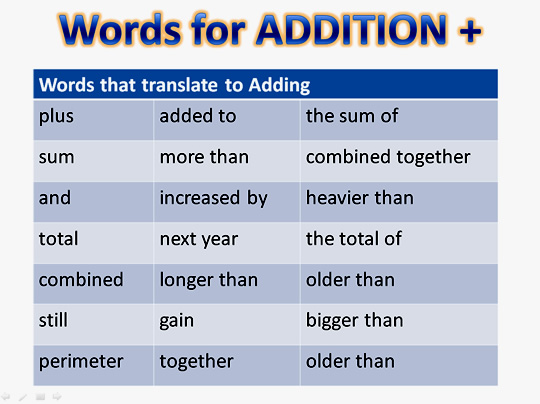 Words for ADDITION +
Words that translate to Adding
plus added to the sum of
sum more than combined together
and increased by heavier than
total next year the total of
combined longer than older than
still gain bigger than
perimeter together older than